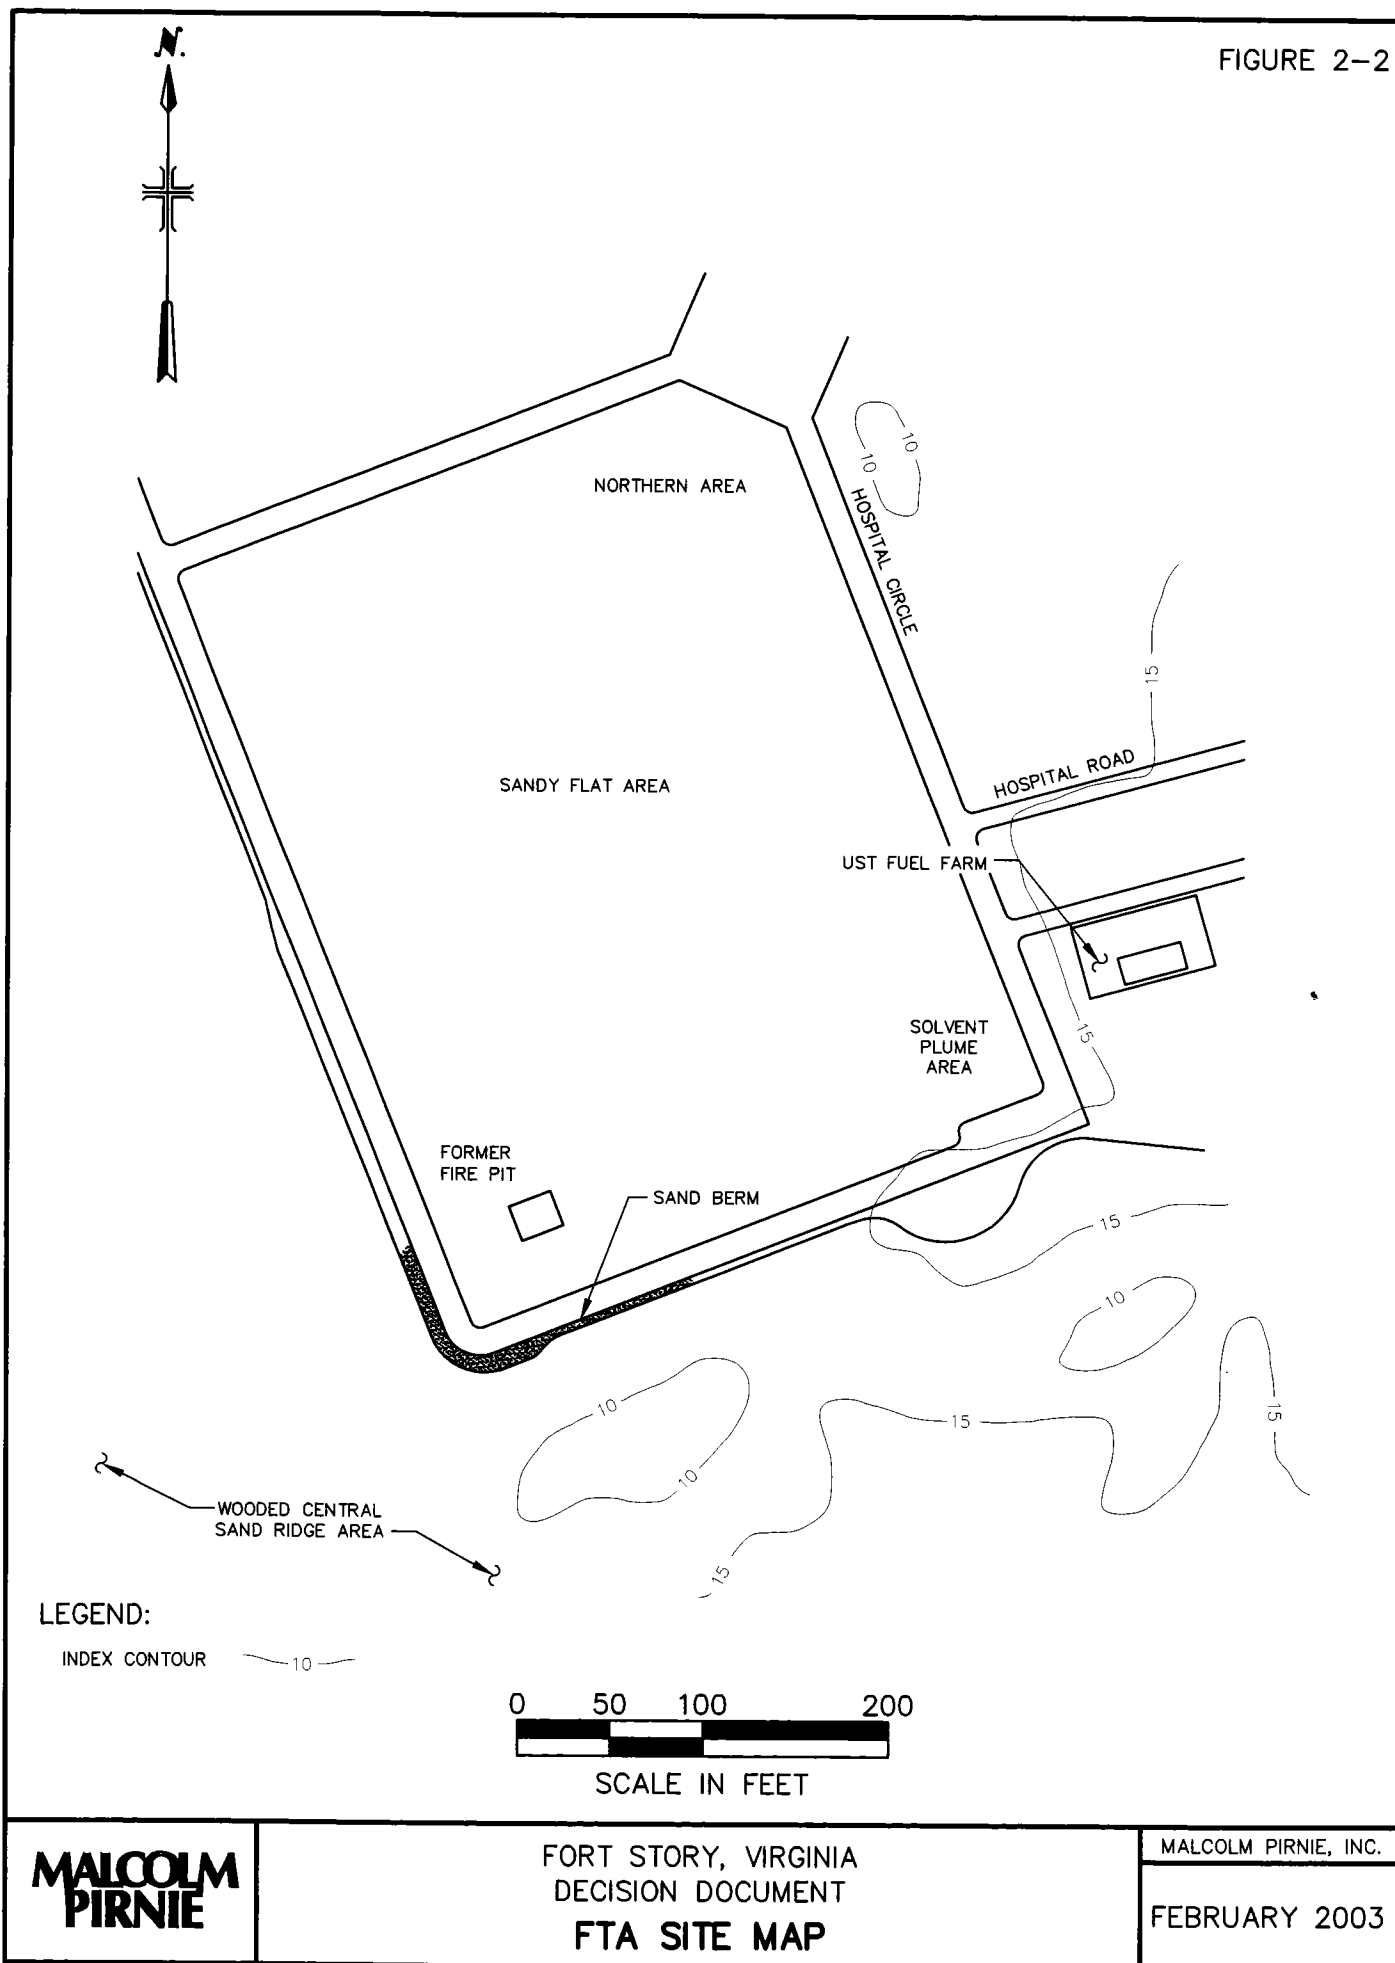 N.
FIGURE 2-2
10
10
NORTHERN AREA
HOSPITAL CIRCLE
15
HOSPITAL ROAD
SANDY FLAT AREA
UST FUEL FARM
15
SOLVENT
PLUME
AREA
FORMER
FIRE PIT
SAND BERM
15
10
10
15
15
10
WOODED CENTRAL
SAND RIDGE AREA
15
LEGEND:
INDEX CONTOUR
10
0 50 100 200
SCALE IN FEET
MALCOLM
PIRNIE
FORT STORY, VIRGINIA
DECISION DOCUMENT
FTA SITE MAP
MALCOLM PIRNIE, INC.
FEBRUARY 2003